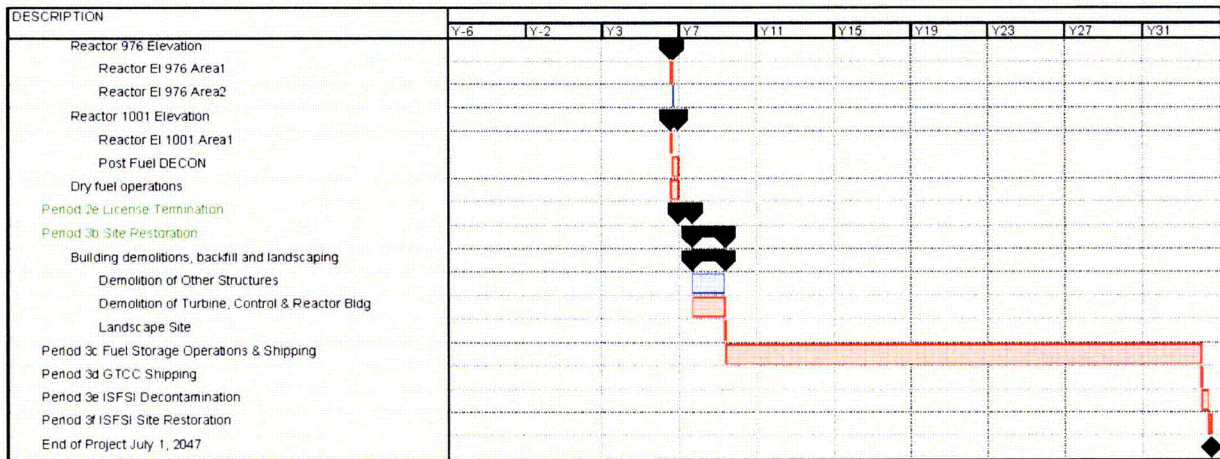 DESCRIPTION
Y-6 Y-2 Y3 Y7 Y11 Y15 Y19 Y23 Y27 Y31
Reactor 976 Elevation
Reactor El 976 Area1
Reactor El 976 Area2
Reactor 1001 Elevation
Reactor El 1001 Area1
Post Fuel DECON
Dry fuel operations
Period 2e License Termination
Period 3b Site Restoration
Building demolitions, backfill and landscaping
Demolition of Other Structures
Demolition of Turbine, Control & Reactor Bldg
Landscape Site
Period 3c Fuel Storage Operations & Shipping
Period 3d GTCC Shipping
Period 3e ISFSI Decontamination
Period 3f ISFSI Site Restoration
End of Project July 1, 2047